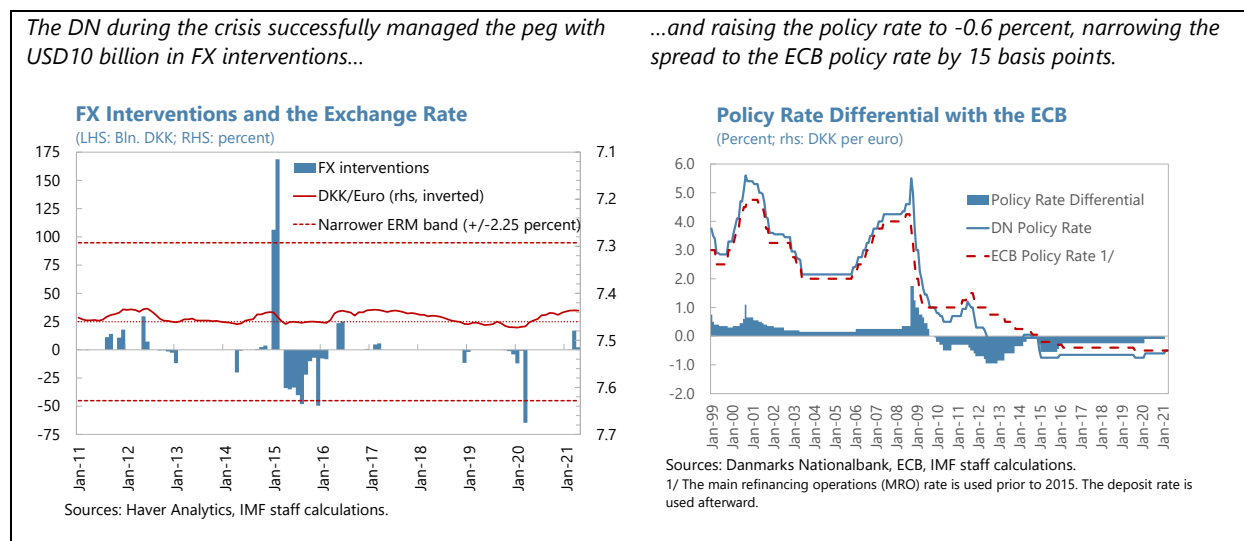 The DN during the crisis successfully managed the peg with
USD10 billion in FX interventions…
FX Interventions and the Exchange Rate
(LHS: Bln. DKK; RHS: percent)
175
150
125
100
75
50
25
0
-25
-50
-75
7.1
7.2
7.3
7.4
7.5
7.6
7.7
FX interventions
DKK/Euro (rhs, inverted)
Narrower ERM band (+/-2.25 percent)
Jan-11
Jan-12
Jan-13
Jan-14
Jan-15
Jan-16
Jan-17
Jan-18
Jan-19
Jan-20
Jan-21
Sources: Haver Analytics, IMF staff calculations.
…and raising the policy rate to -0.6 percent, narrowing the
spread to the ECB policy rate by 15 basis points.
Policy Rate Differential with the ECB
(Percent; rhs: DKK per euro)
6.0
5.0
4.0
3.0
2.0
1.0
0.0
-1.0
-2.0
Policy Rate Differential
DN Policy Rate
ECB Policy Rate 1/
Jan-99
Jan-00
Jan-01
Jan-02
Jan-03
Jan-04
Jan-05
Jan-06
Jan-07
Jan-08
Jan-09
Jan-10
Jan-11
Jan-12
Jan-13
Jan-14
Jan-15
Jan-16
Jan-17
Jan-18
Jan-19
Jan-20
Jan-21
Sources: Danmarks Nationalbank, ECB, IMF staff calculations.
1/ The main refinancing operations (MRO) rate is used prior to 2015. The deposit rate is
used afterward.